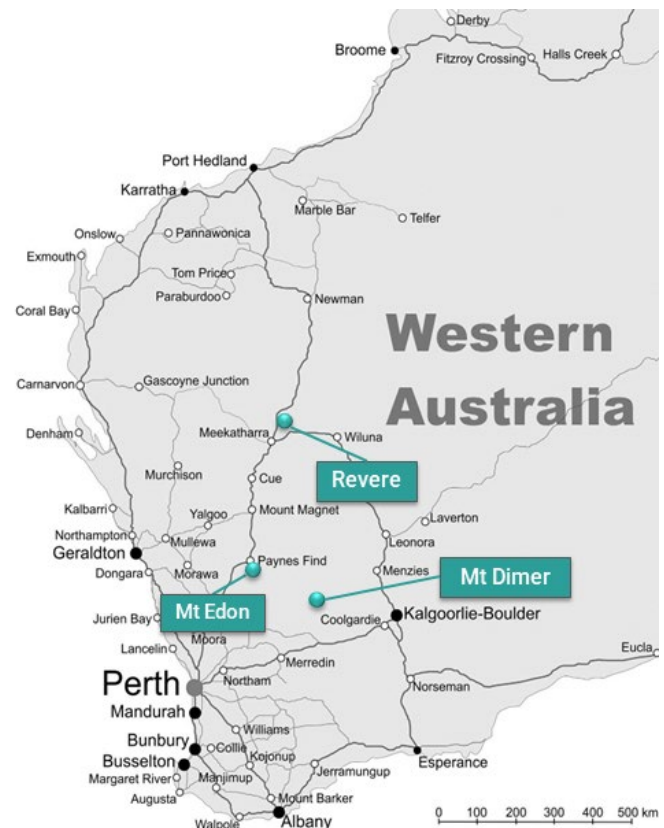 Derby
Broome
Fitzroy Crossing
Halls Creek
Port Hedland
Karratha
Marble Bar
Telfer
Onslow
Pannawonica
Exmouth
Tom Price
Paraburdoo
Newman
Coral Bay
Western
Australia
Carnarvon
Gascoyne Junction
Denham
Meekatharra
Wiluna
Revere
Murchison
Cue
Kalbarri
Yalgoo
Mount Magnet
Laverton
Northampton
Mullewa
Leonora
Geraldton
Paynes Find
Dongara
Morawa
Menzies
Mt Dimer
Mt Edon
Jurien Bay
Coolgardie
Kalgoorlie-Boulder
Moora
Lancelin
Merredin
Eucla
Northam
Perth
Norseman
Mandurah
Williams
Bunbury
Collie
Kojonup
Busselton
Esperance
Margaret River
Manjimup
Jerramungup
Augusta
Mount Barker
Walpole
Albany
0 100 200 300 400 500 km